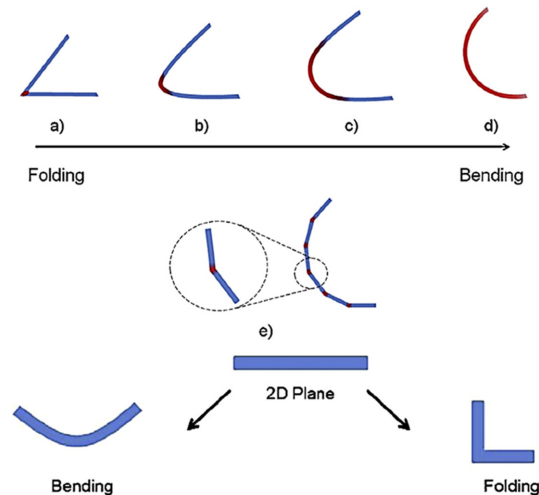 a) b) c) d)
Folding Bending
e)
2D Plane
Bending Folding